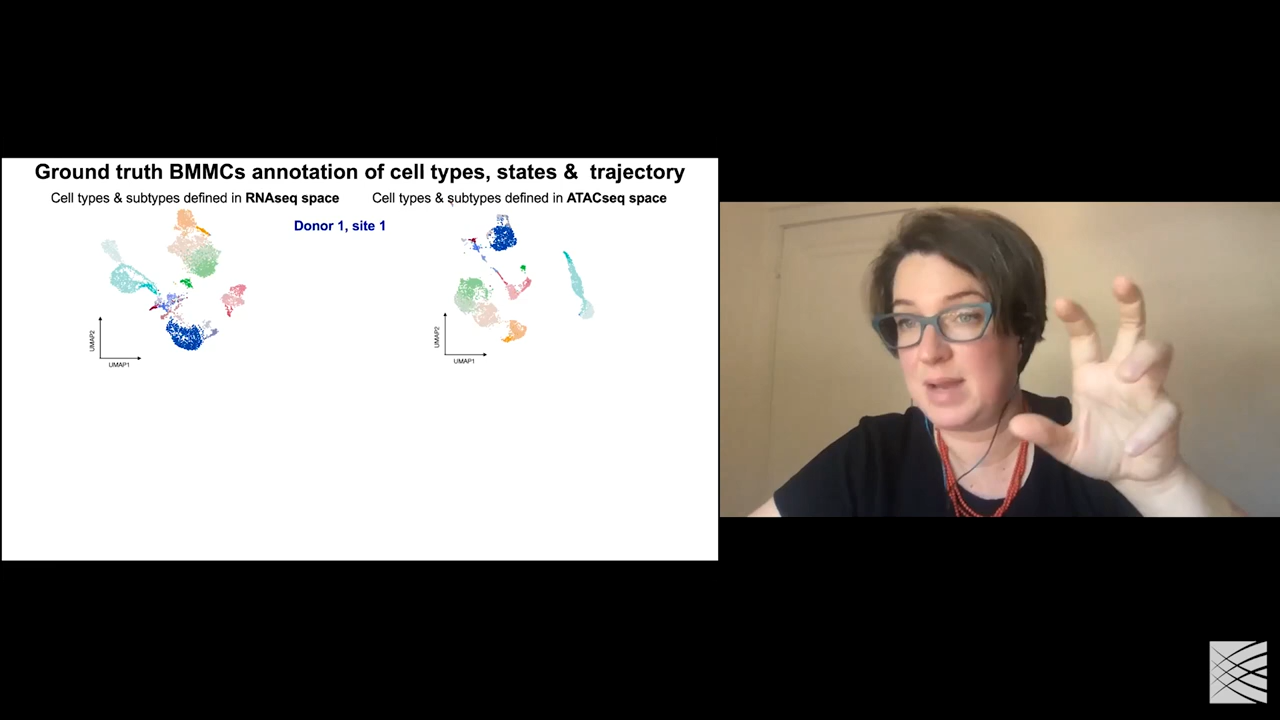 Ground truth BMMCs annotation of cell types, states & trajectory
Cell types & subtypes defined in RNAseq space
Cell types & subtypes defined in ATACseq space
Donor 1, site 1
UMAP2
UMAP1
UMAP2
UMAP1